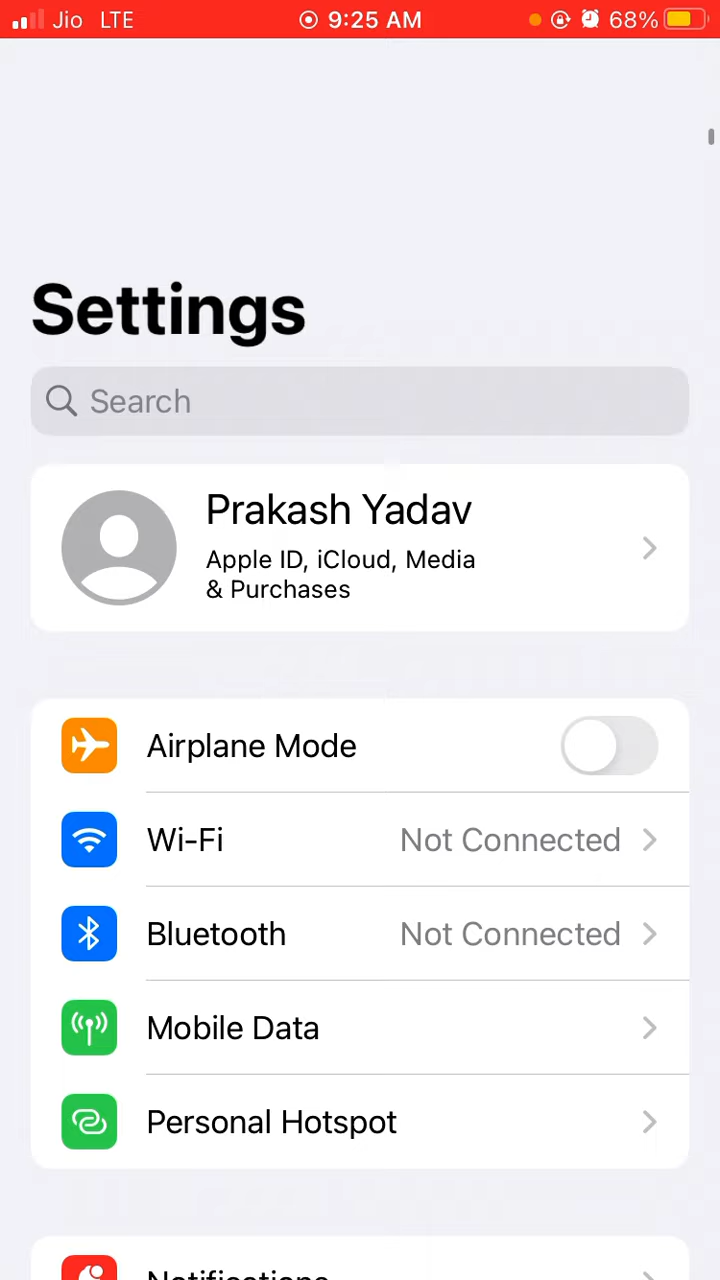 Jio LTE 9:25 AM 68%
Settings
Search
Prakash Yadav
Apple ID, iCloud, Media
& Purchases
Airplane Mode
Wi-Fi Not Connected
Bluetooth Not Connected
Mobile Data
Personal Hotspot
Notifications